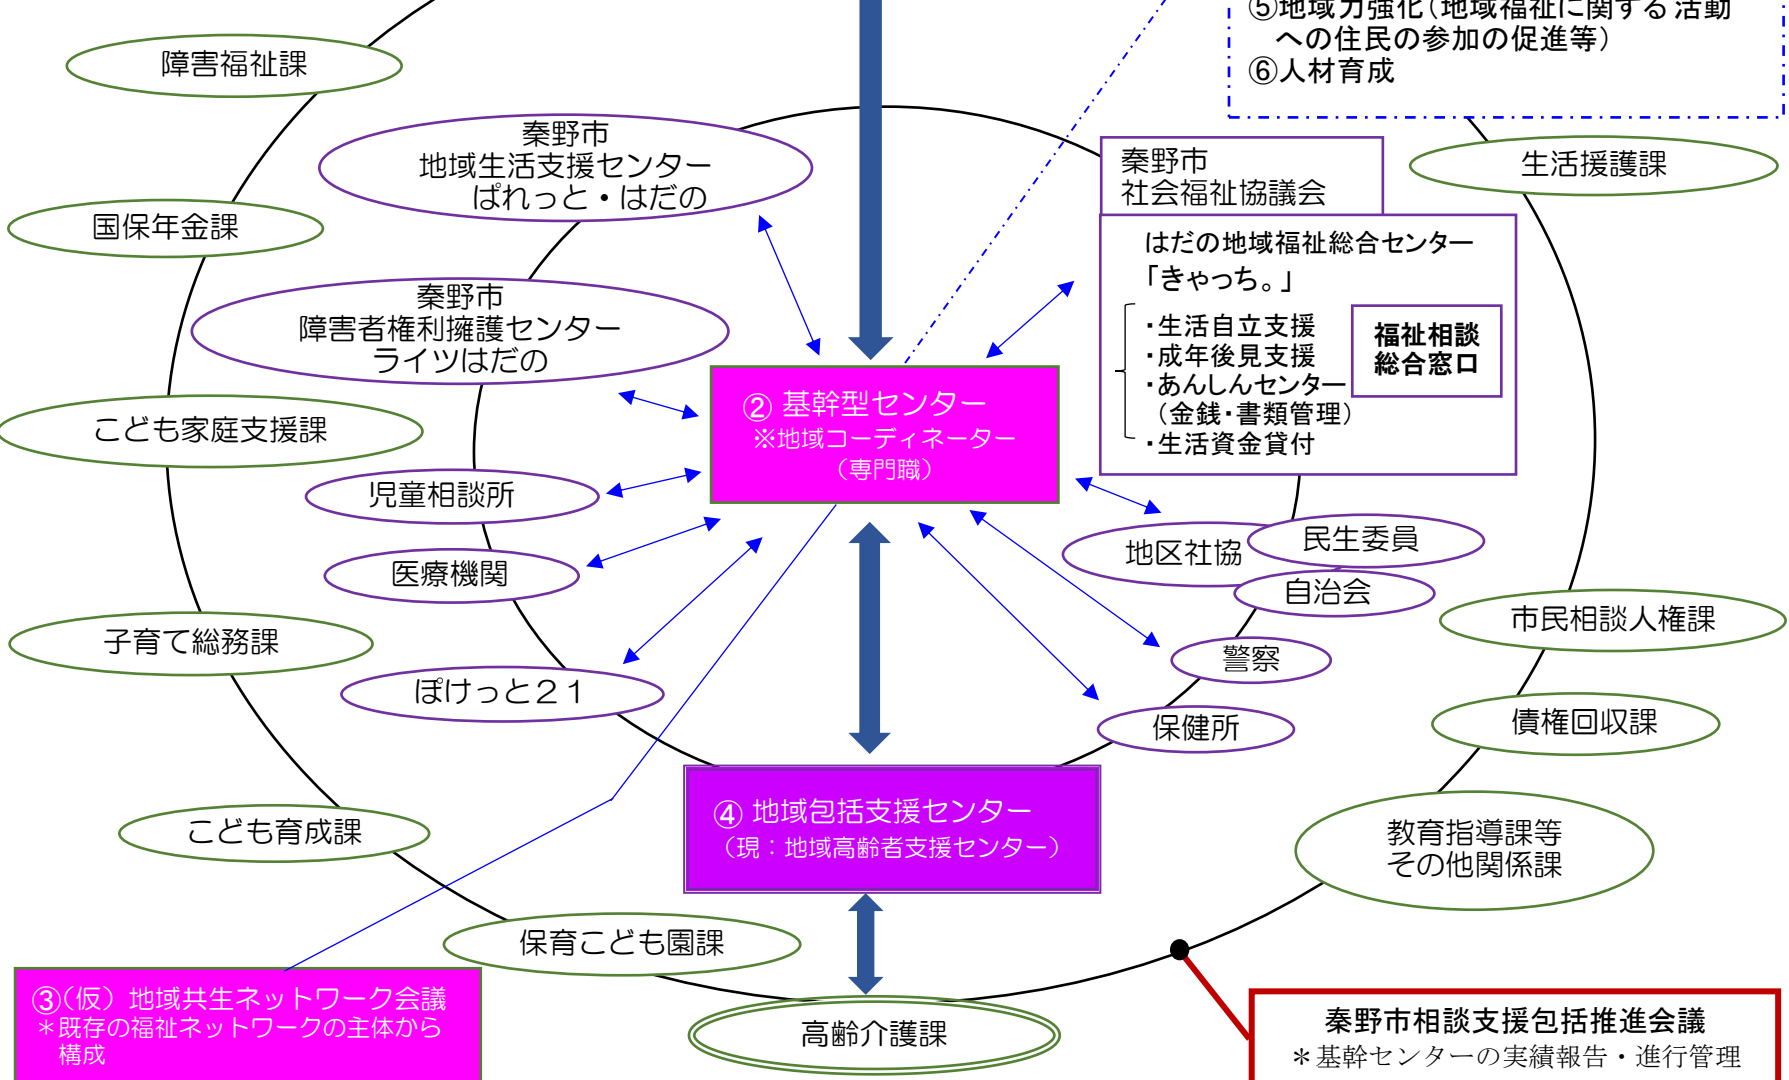 ⑤地域力強化（地域福祉に関する活動
への住民の参加の促進等）
⑥人材育成
障害福祉課
秦野市
地域生活支援センター
ぱれっと・はだの
秦野市
社会福祉協議会
生活援護課
国保年金課
はだの地域福祉総合センター
「きゃっち。」
・生活自立支援
・成年後見支援
・あんしんセンター
（金銭・書類管理）
・生活資金貸付
福祉相談
総合窓口
秦野市
障害者権利擁護センター
ライツはだの
② 基幹型センター
※地域コーディネーター
（専門職）
こども家庭支援課
児童相談所
医療機関
地区社協
民生委員
自治会
子育て総務課
市民相談人権課
警察
ぽけっと２１
保健所
債権回収課
④ 地域包括支援センター
（現：地域高齢者支援センター）
こども育成課
教育指導課等
その他関係課
保育こども園課
③（仮）地域共生ネットワーク会議
＊既存の福祉ネットワークの主体から
構成
高齢介護課
秦野市相談支援包括推進会議
＊基幹センターの実績報告・進行管理